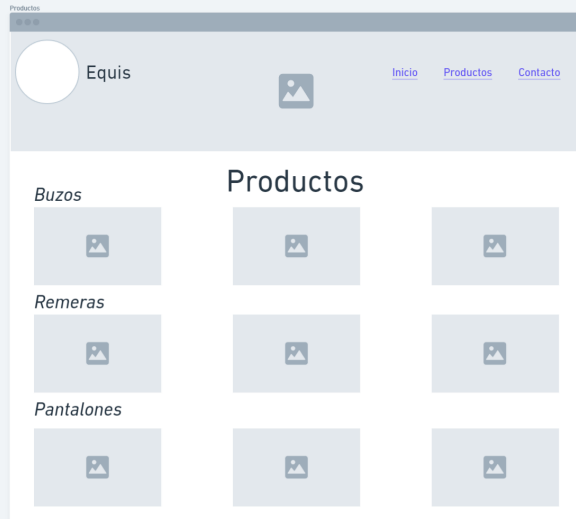 Productos
Equis
Inicio Productos Contacto
Productos
Buzos
Remeras
Pantalones